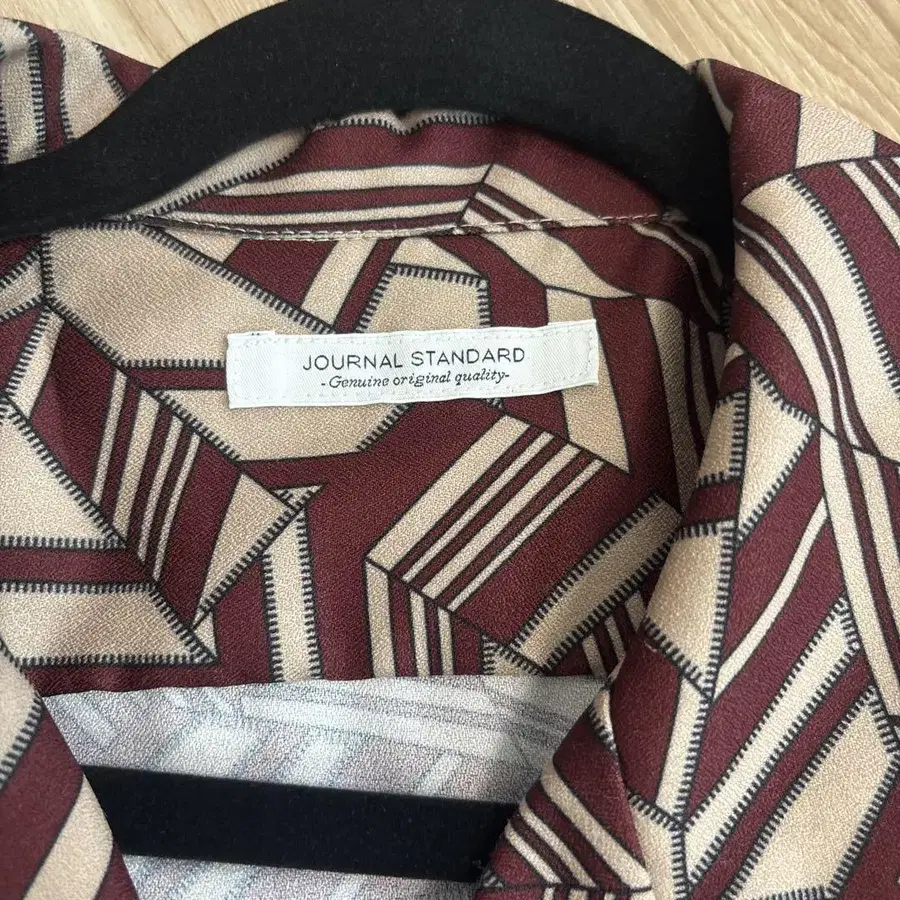 JOURNAL STANDARD
-Genuine original quality-